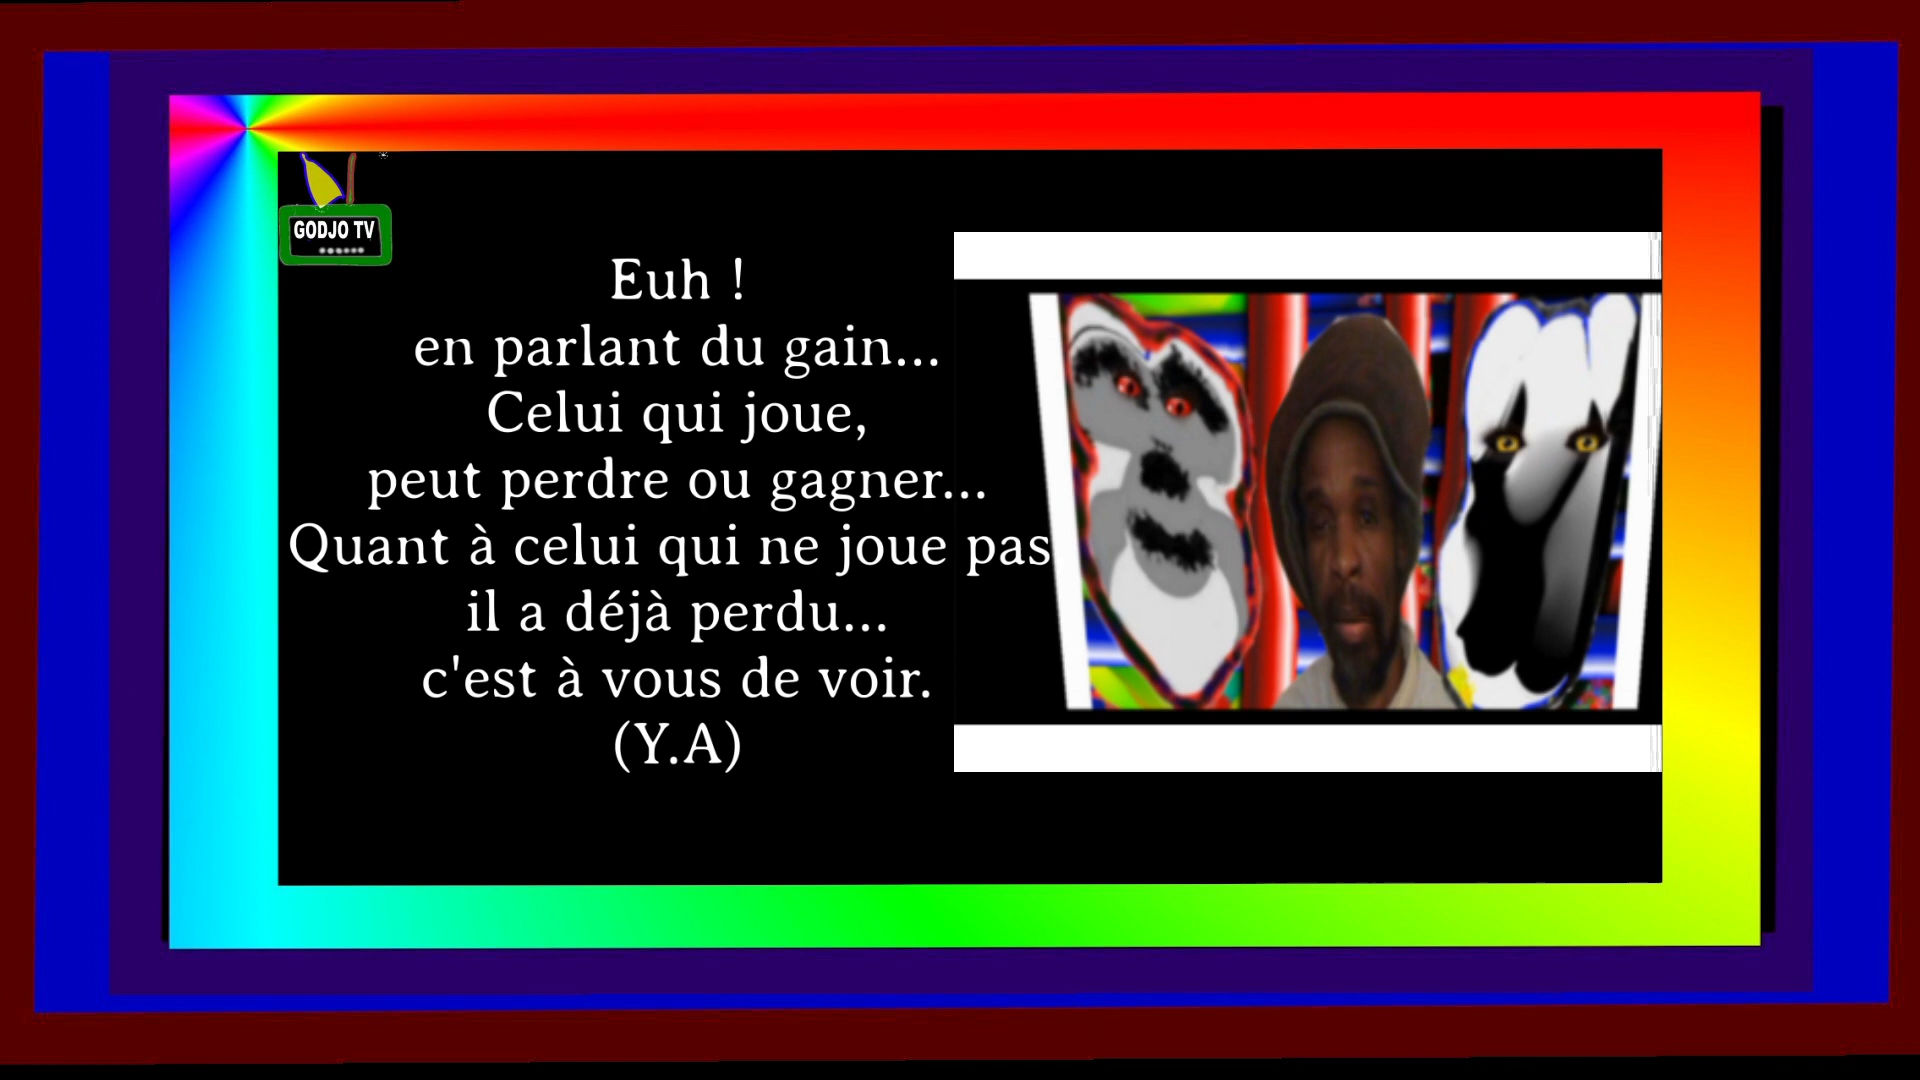 GODJO TV
Euh !
en parlant du gain...
Celui qui joue,
peut perdre ou gagner...
Quant à celui qui ne joue pas
il a déjà perdu...
c'est à vous de voir.
(Y.A)